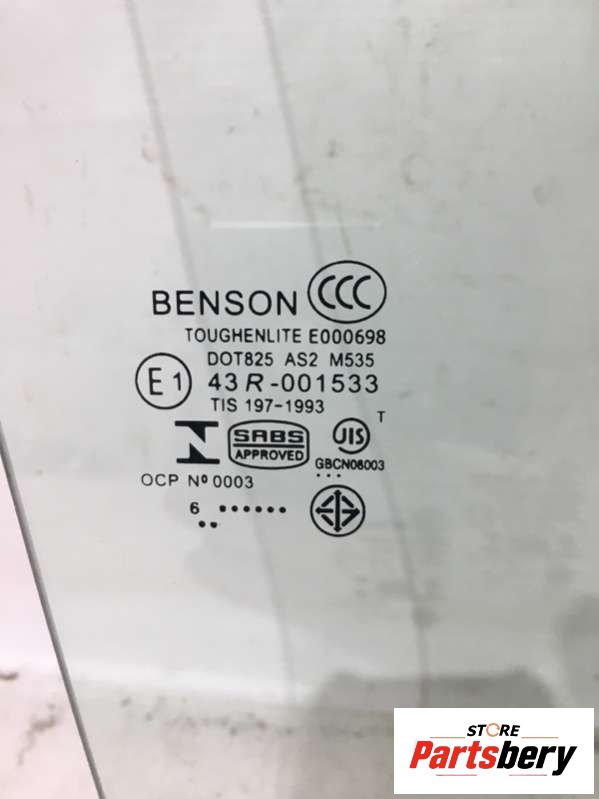 BENSON CCC
TOUGHENLITE E000698
DOT825 AS2 M535
E1 43R-001533
TIS 197-1993
T
SABS
APPROVED
JIS
GBCN08003
OCP Nº 0003
6
STORE
Partsbery